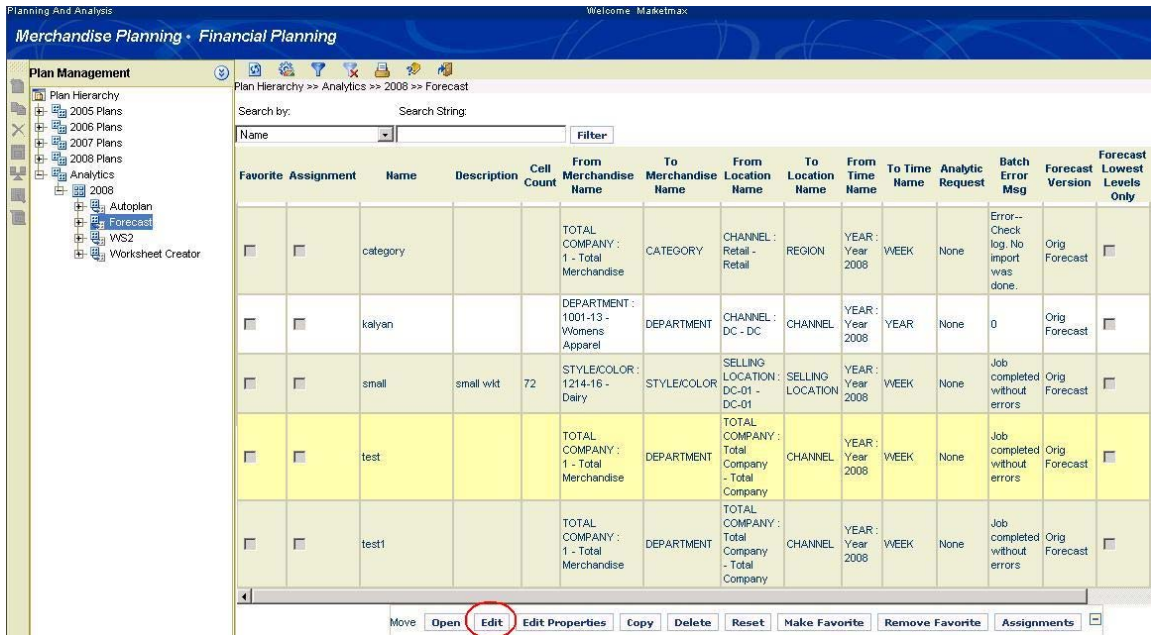 Planning And Analysis
Welcome Marketmax
Merchandise Planning - Financial Planning
Plan Management
Plan Hierarchy
2005 Plans
2006 Plans
2007 Plans
2008 Plans
Analytics
2008
Autoplan
Forecast
WS2
Worksheet Creator
Plan Hierarchy >> Analytics >> 2008 >> Forecast
Search by:
Search String:
Name
Filter
Favorite Assignment Name Description Cell Count From Merchandise Name To Merchandise Name From Location Name To Location Name From Time Name To Time Name Analytic Request Batch Error Msg Forecast Version Forecast Lowest Levels Only
category TOTAL COMPANY : 1 - Total Merchandise CATEGORY CHANNEL : Retail - Retail REGION YEAR : Year 2008 WEEK None Error-- Check log. No import was done. Orig Forecast
kalyan DEPARTMENT : 1001-13 - Womens Apparel DEPARTMENT CHANNEL : DC - DC CHANNEL YEAR : Year 2008 YEAR None 0 Orig Forecast
small small wkt 72 STYLE/COLOR : 1214-16 - Dairy STYLE/COLOR SELLING LOCATION : DC-01 - DC-01 SELLING LOCATION YEAR : Year 2008 WEEK None Job completed without errors Orig Forecast
test TOTAL COMPANY : 1 - Total Merchandise DEPARTMENT TOTAL COMPANY : Total Company - Total Company CHANNEL YEAR : Year 2008 WEEK None Job completed without errors Orig Forecast
test1 TOTAL COMPANY : 1 - Total Merchandise DEPARTMENT TOTAL COMPANY : Total Company - Total Company CHANNEL YEAR : Year 2008 WEEK None Job completed without errors Orig Forecast
Move Open Edit Edit Properties Copy Delete Reset Make Favorite Remove Favorite Assignments